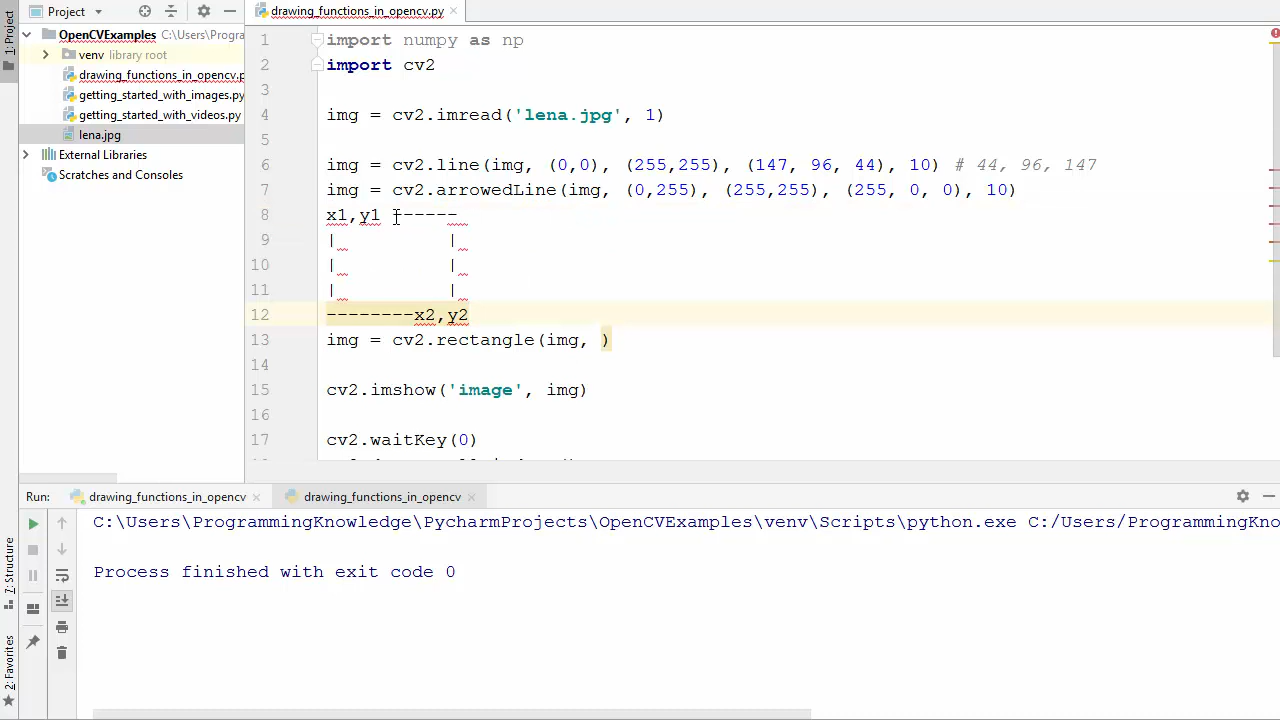 Project
drawing_functions_in_opencv.py
1: Project
OpenCVExamples C:\Users\Progra
venv library root
drawing_functions_in_opencv.p
getting_started_with_images.py
getting_started_with_videos.py
lena.jpg
External Libraries
Scratches and Consoles
1 import numpy as np
2 import cv2
3
4 img = cv2.imread('lena.jpg', 1)
5
6 img = cv2.line(img, (0,0), (255,255), (147, 96, 44), 10) # 44, 96, 147
7 img = cv2.arrowedLine(img, (0,255), (255,255), (255, 0, 0), 10)
8 x1,y1 ------
9 | |
10 | |
11 | |
12 --------x2,y2
13 img = cv2.rectangle(img, )
14
15 cv2.imshow('image', img)
16
17 cv2.waitKey(0)
Run: drawing_functions_in_opencv drawing_functions_in_opencv
C:\Users\ProgrammingKnowledge\PycharmProjects\OpenCVExamples\venv\Scripts\python.exe C:/Users/ProgrammingKno
Process finished with exit code 0
7: Structure
2: Favorites